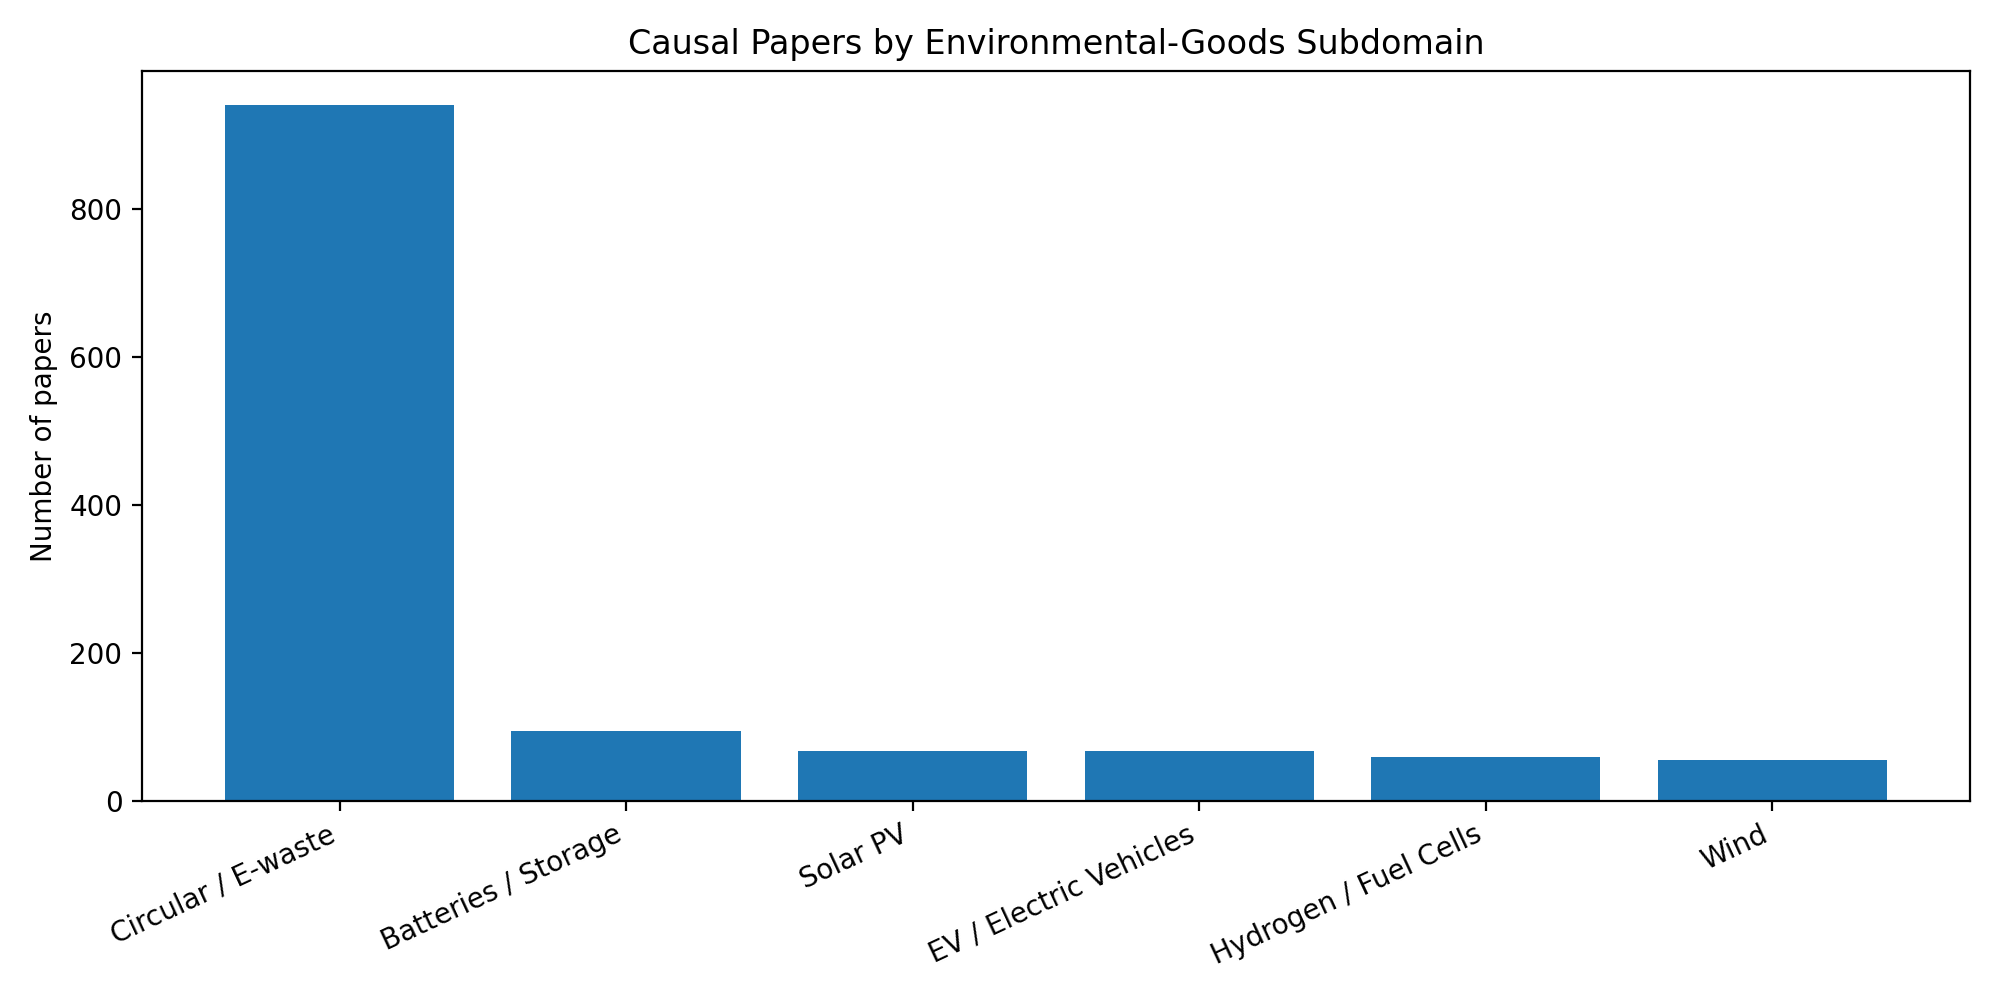 Causal Papers by Environmental-Goods Subdomain
Number of papers
800
600
400
200
0
Circular / E-waste
Batteries / Storage
Solar PV
EV / Electric Vehicles
Hydrogen / Fuel Cells
Wind